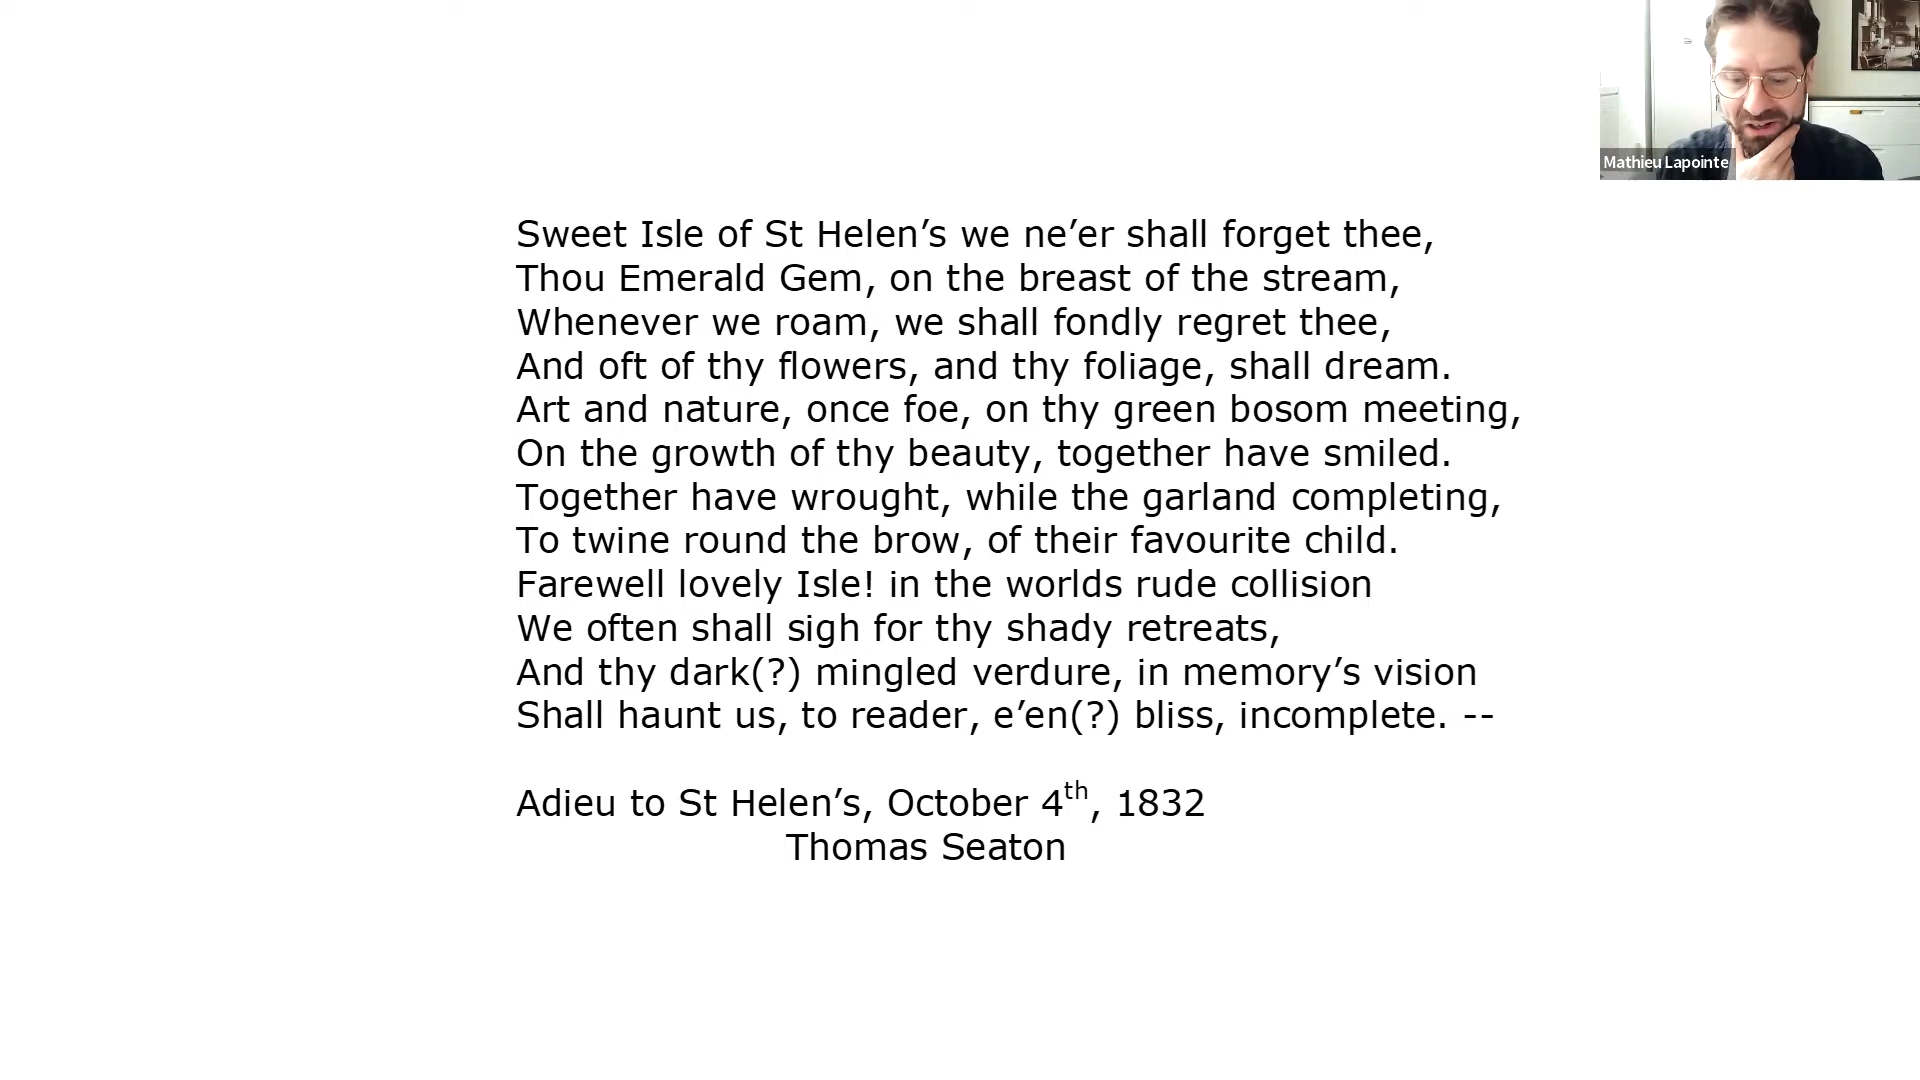 Mathieu Lapointe
Sweet Isle of St Helen’s we ne’er shall forget thee,
Thou Emerald Gem, on the breast of the stream,
Whenever we roam, we shall fondly regret thee,
And oft of thy flowers, and thy foliage, shall dream.
Art and nature, once foe, on thy green bosom meeting,
On the growth of thy beauty, together have smiled.
Together have wrought, while the garland completing,
To twine round the brow, of their favourite child.
Farewell lovely Isle! in the worlds rude collision
We often shall sigh for thy shady retreats,
And thy dark(?) mingled verdure, in memory’s vision
Shall haunt us, to reader, e’en(?) bliss, incomplete. --
Adieu to St Helen’s, October 4th, 1832
Thomas Seaton